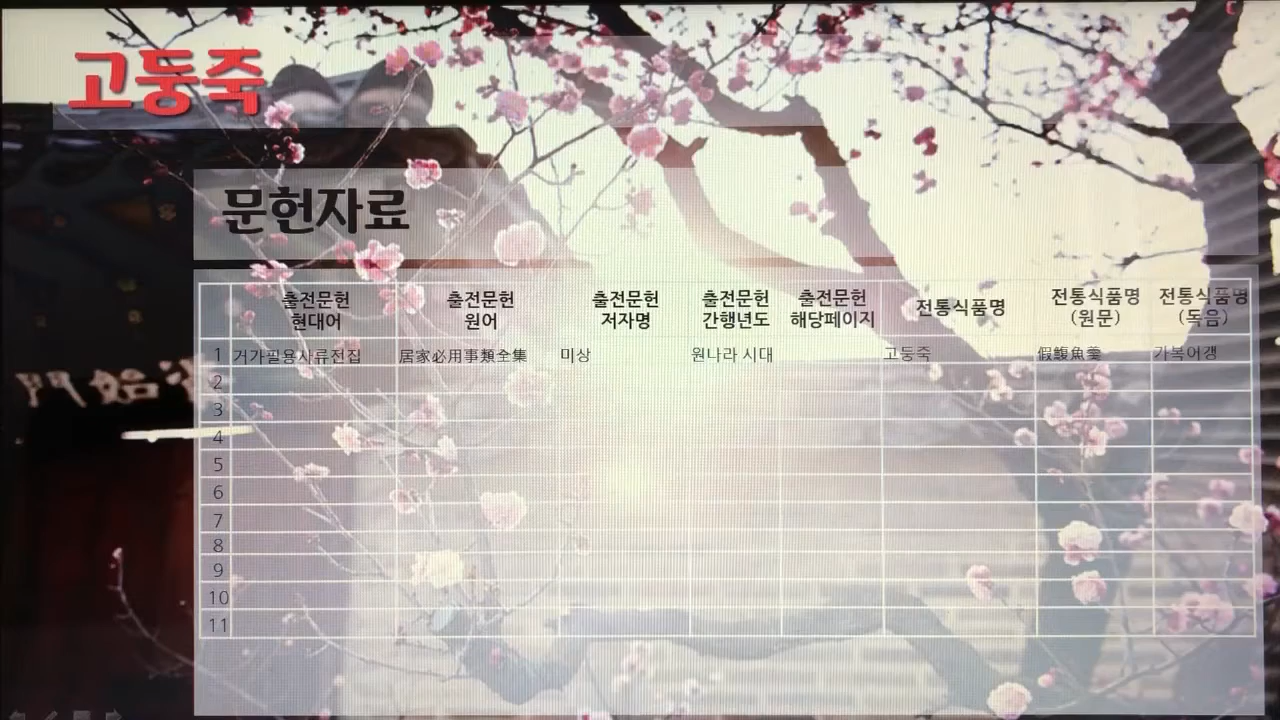 고둥죽
문헌자료
출전문헌 현대어 출전문헌 원어 출전문헌 저자명 출전문헌 간행년도 출전문헌 해당페이지 전통식품명 전통식품명 (원문) 전통식품명 (독음)
1 거가필용사류전집 居家必用事類全集 미상 원나라 시대 고둥죽 假鰒魚羹 가복어갱
2
3
4
5
6
7
8
9
10
11